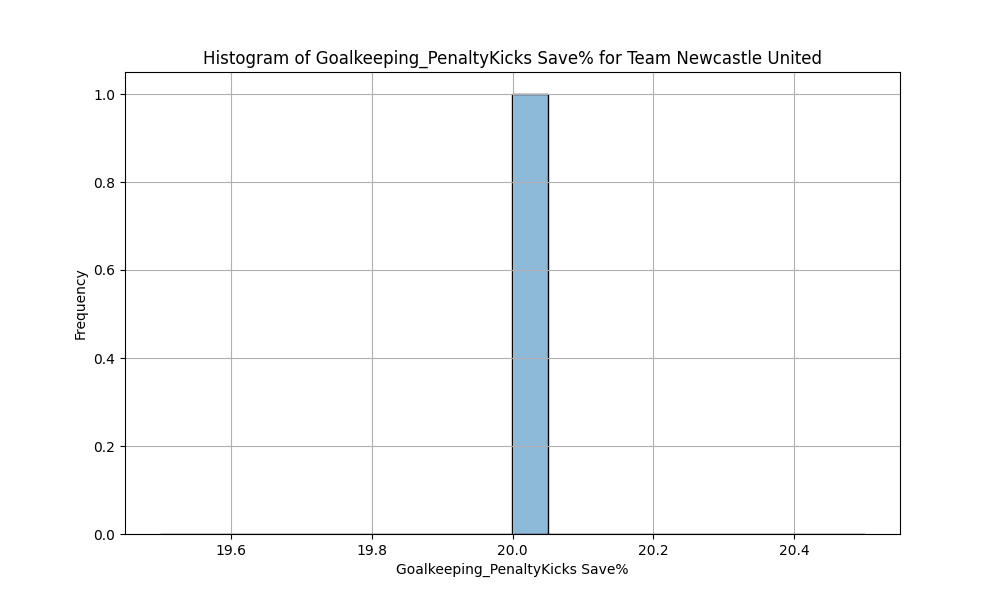 Histogram of Goalkeeping_PenaltyKicks Save% for Team Newcastle United
1.0
0.8
0.6
0.4
0.2
0.0
Frequency
19.6 19.8 20.0 20.2 20.4
Goalkeeping_PenaltyKicks Save%